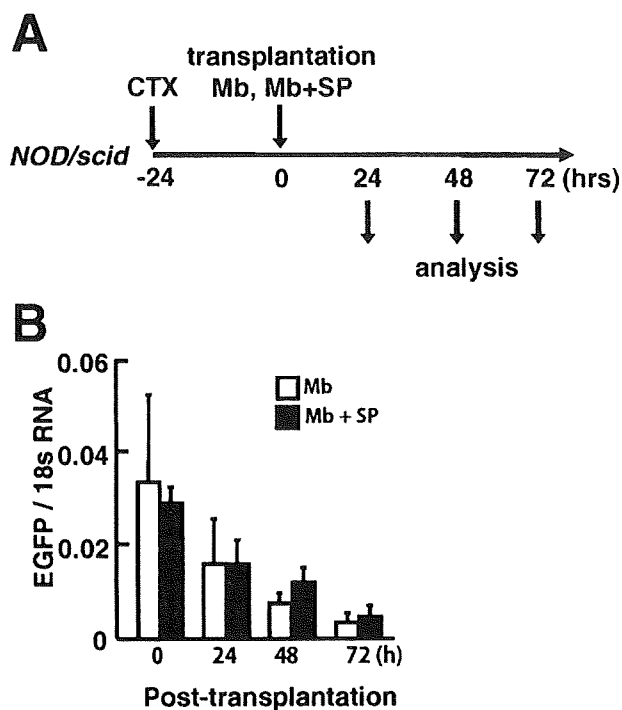 A
transplantation
CTX Mb, Mb+SP
NOD/scid
-24 0 24 48 72 (hrs)
analysis
B
0.06
0.04
0.02
0
EGFP / 18s RNA
Mb
Mb + SP
0 24 48 72 (h)
Post-transplantation